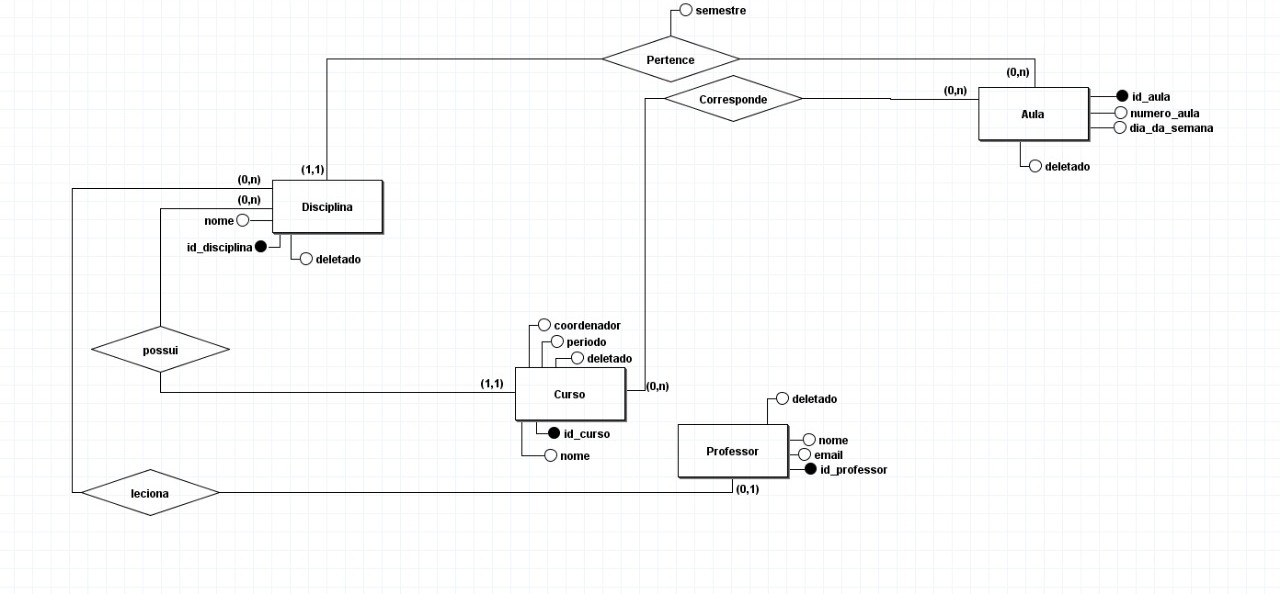 semestre
Pertence
(0,n)
Corresponde
(0,n)
id_aula
Aula
numero_aula
dia_da_semana
deletado
(1,1)
(0,n)
(0,n)
Disciplina
nome
id_disciplina
deletado
coordenador
periodo
deletado
possui
(1,1)
Curso
(0,n)
id_curso
nome
deletado
nome
Professor
email
id_professor
(0,1)
leciona